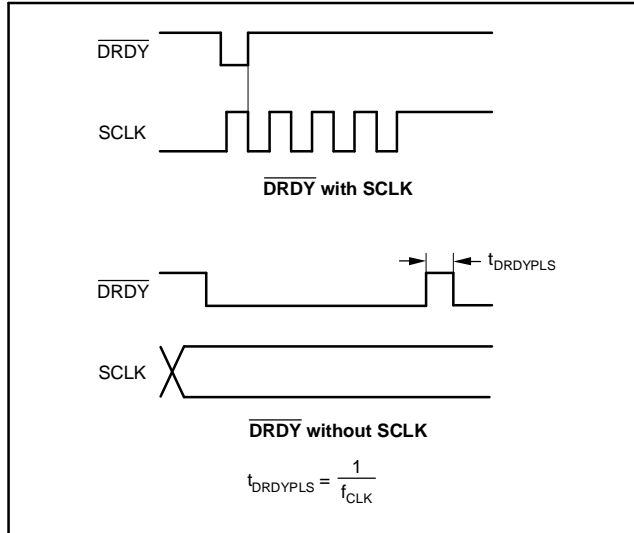 DRDY
SCLK
DRDY with SCLK
tDRDYPLS
DRDY
SCLK
DRDY without SCLK
tDRDYPLS = 1/fCLK